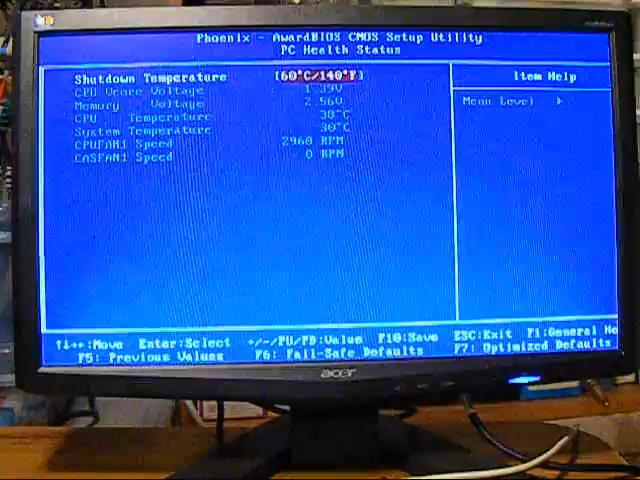 Phoenix - AwardBIOS CMOS Setup Utility
PC Health Status
Shutdown Temperature [60°C/140°F]
CPU Vcore Voltage 1.39V
Memory Voltage 2.56V
CPU Temperature 38°C
System Temperature 30°C
CPUFAN1 Speed 2960 RPM
CASFAN1 Speed 0 RPM
Item Help
Menu Level ▶
↑↓←→:Move Enter:Select +/-/PU/PD:Value F10:Save ESC:Exit F1:General He
F5: Previous Values F6: Fail-Safe Defaults F7: Optimized Defaults
acer